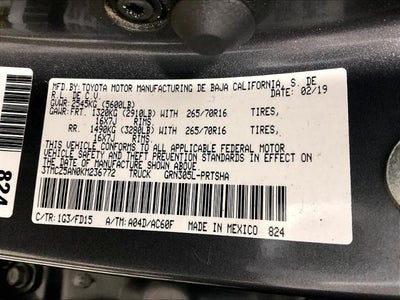 MFD.BY:TOYOTA MOTOR MANUFACTURING DE BAJA CALIFORNIA, S. DE
R.L. DE C.V. DATE: 02/19
GVWR: 2545KG (5600LB)
GAWR: FRT. 1320KG (2910LB) WITH 265/70R16 TIRES,
16X7J RIMS
RR. 1490KG (3280LB) WITH 265/70R16 TIRES,
16X7J RIMS
THIS VEHICLE CONFORMS TO ALL APPLICABLE FEDERAL MOTOR
VEHICLE SAFETY AND THEFT PREVENTION STANDARDS IN EFFECT ON
THE DATE OF MANUFACTURE SHOWN ABOVE
3TMCZ5AN0KM236772 TRUCK GRN305L-PRTSHA
C/TR: 1G3/FD15 A/TM: A04D/AC60F MADE IN MEXICO 824
824